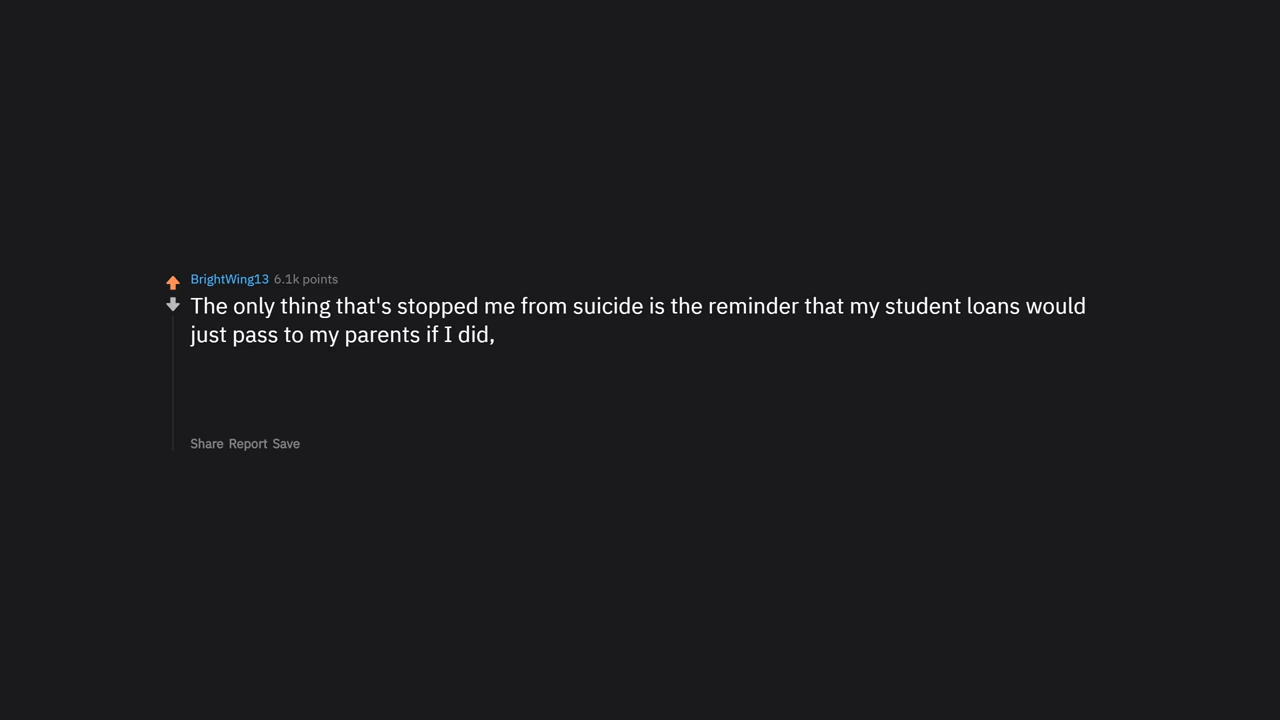 BrightWing13 6.1k points
The only thing that's stopped me from suicide is the reminder that my student loans would
just pass to my parents if I did,
Share Report Save